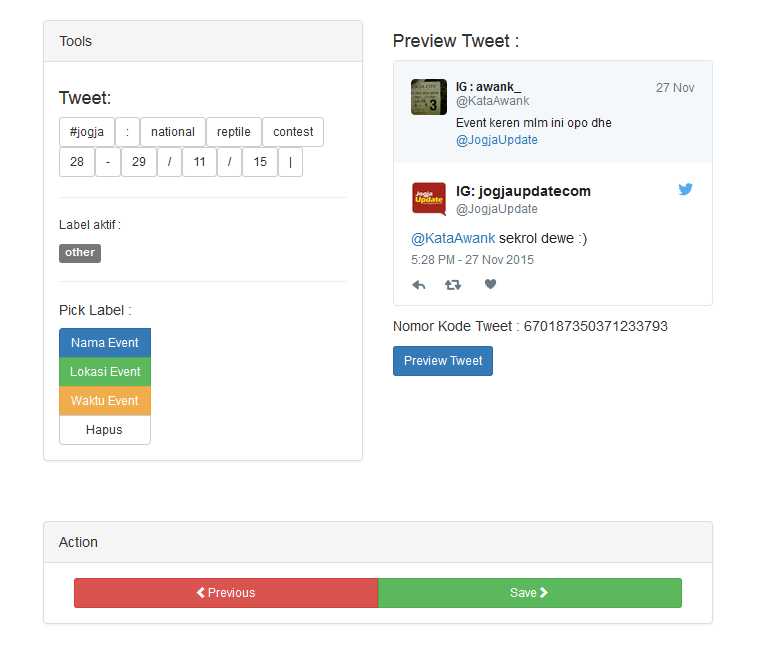 Tools
Tweet:
#jogja : national reptile contest
28 - 29 / 11 / 15 |
Label aktif :
other
Pick Label :
Nama Event
Lokasi Event
Waktu Event
Hapus
Preview Tweet :
IG : awank_ 27 Nov
@KataAwank
Event keren mlm ini opo dhe
@JogjaUpdate
Jogja
Update
IG: jogjaupdatecom
@JogjaUpdate
@KataAwank sekrol dewe :)
5:28 PM - 27 Nov 2015
Nomor Kode Tweet : 670187350371233793
Preview Tweet
Action
Previous
Save